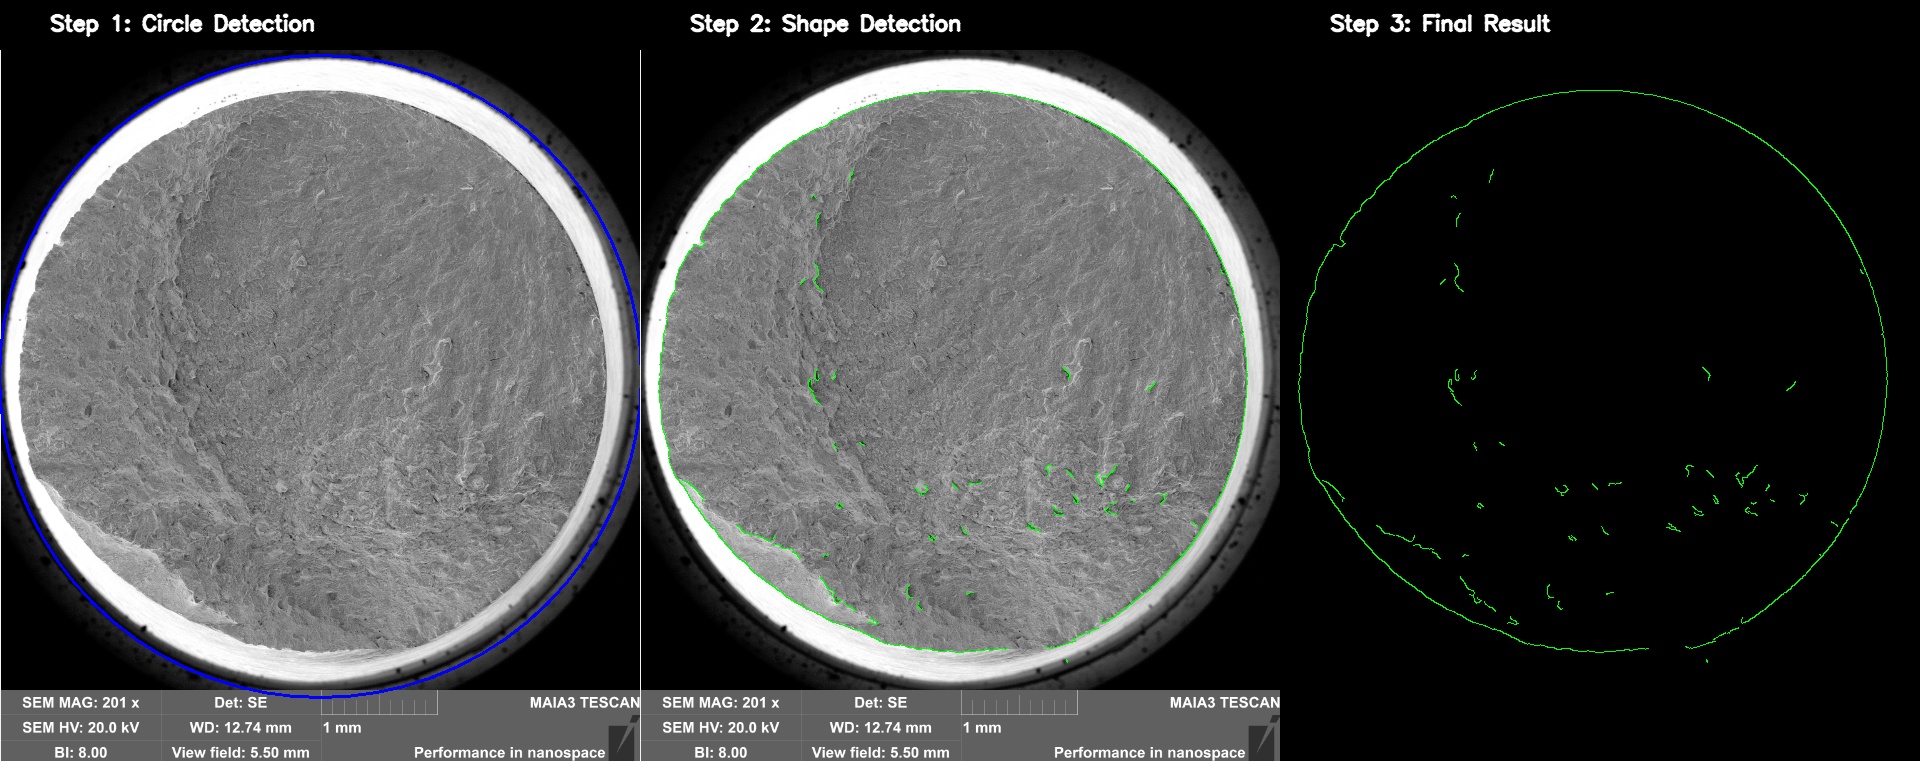 Step 1: Circle Detection
Step 2: Shape Detection
Step 3: Final Result
SEM MAG: 201 x
Det: SE
MAIA3 TESCAN
SEM HV: 20.0 kV
WD: 12.74 mm
1 mm
BI: 8.00
View field: 5.50 mm
Performance in nanospace
SEM MAG: 201 x
Det: SE
MAIA3 TESCAN
SEM HV: 20.0 kV
WD: 12.74 mm
1 mm
BI: 8.00
View field: 5.50 mm
Performance in nanospace